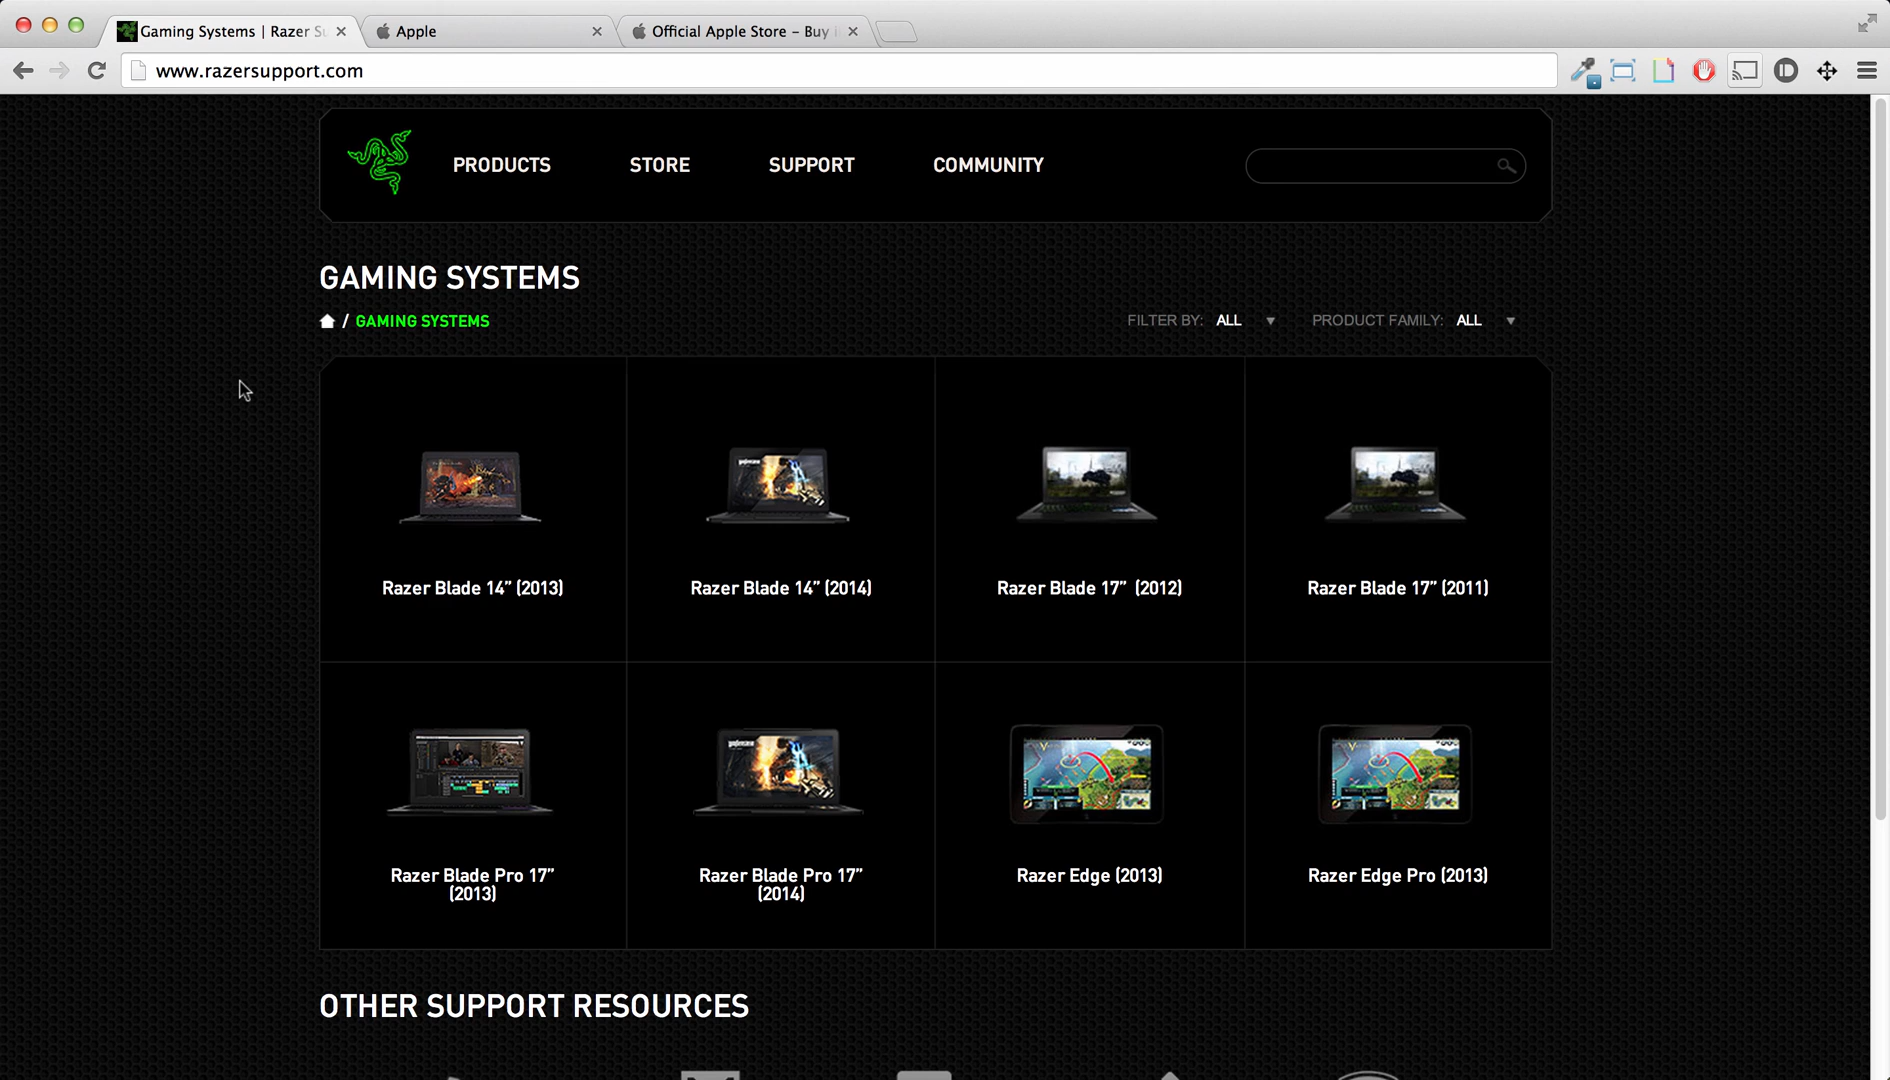 Gaming Systems | Razer Su
Apple
Official Apple Store – Buy i
www.razersupport.com
PRODUCTS
STORE
SUPPORT
COMMUNITY
GAMING SYSTEMS
/ GAMING SYSTEMS
FILTER BY: ALL
PRODUCT FAMILY: ALL
Razer Blade 14” (2013)
Razer Blade 14” (2014)
Razer Blade 17” (2012)
Razer Blade 17” (2011)
Razer Blade Pro 17”
(2013)
Razer Blade Pro 17”
(2014)
Razer Edge (2013)
Razer Edge Pro (2013)
OTHER SUPPORT RESOURCES